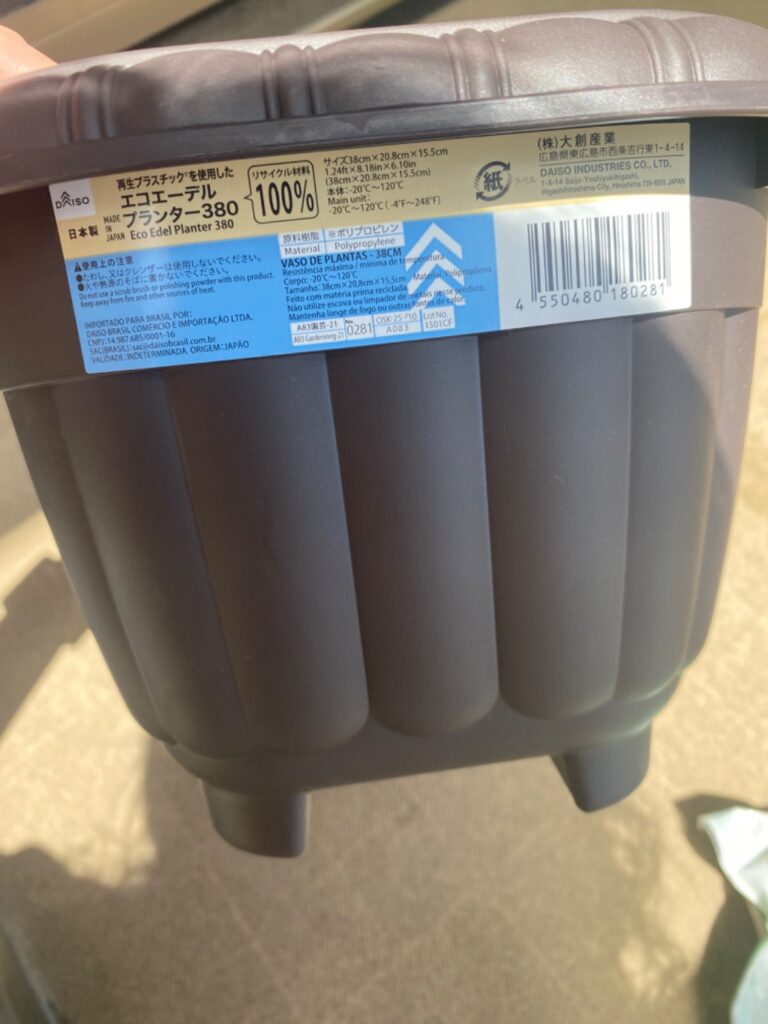 DAISO
日本製
MADE IN JAPAN
再生プラスチック※を使用した
エコエーデル
プランター380
Eco Edel Planter 380
リサイクル材料
100%
サイズ38cm×20.8cm×15.5cm
1.24ft×8.18in×6.10in
(38cm×20.8cm×15.5cm)
本体:-20℃~120℃
Main unit:
-20℃~120℃ (-4°F~248°F)
紙
ラベル
(株)大創産業
広島県東広島市西条吉行東1-4-14
DAISO INDUSTRIES CO., LTD.
1-4-14 Saijo-Yoshiyukihigashi,
Higashihiroshima-City, Hiroshima 739-8501 JAPAN
▲使用上の注意
●たわし、又はクレンザーは使用しないでください。
●火や熱源のそばに置かないでください。
Do not use a scrub brush or polishing powder with this product.
Keep away from fire and other sources of heat.
IMPORTADO PARA BRASIL POR:
DAISO BRASIL COMERCIO E IMPORTAÇÃO LTDA.
CNPJ: 14.987.685/0001-16
SAC(BRASIL): sac@daisobrasil.com.br
VALIDADE:INDETERMINADA ORIGEM:JAPÃO
原料樹脂 ※ポリプロピレン
Material Polypropylene
VASO DE PLANTAS - 38CM
Resistência máxima / mínima de temperatura
Corpo: -20℃~120℃
Tamanho: 38cm×20,8cm×15,5cm Material: Polipropileno
Feito com matéria prima reciclada
Não utilize escova ou limpador de metais nesse produto.
Mantenha longe de fogo ou outras fontes de calor.
A83園芸-21
A83 Gardening 21
No. 0281
OSK-25-P10
A083
Lot No.
1501CF
4 550480 180281